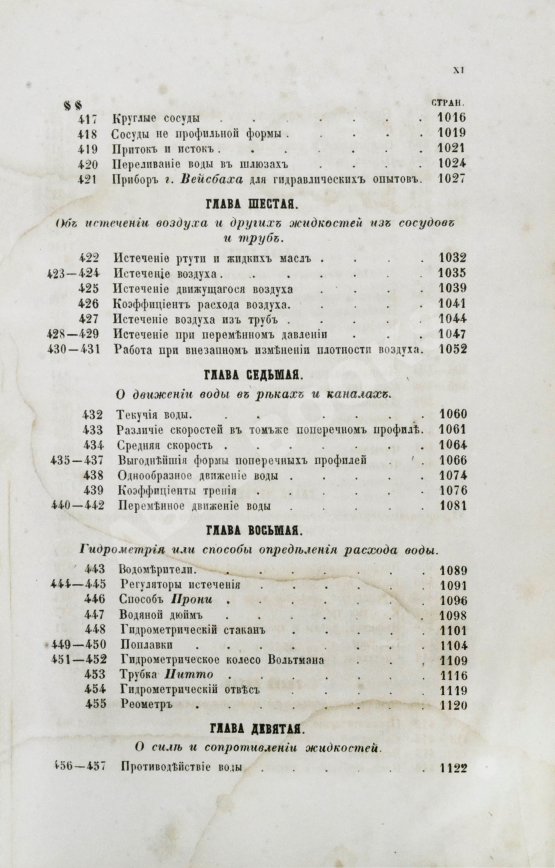 XI
§§ СТРАН.
417 Круглые сосуды . . . . . . 1016
418 Сосуды не профильной формы . . . . 1019
419 Притокъ и истокъ . . . . . . 1021
420 Переливаніе воды въ шлюзахъ . . . . 1024
421 Приборъ г. Вейсбаха для гидравлическихъ опытовъ. 1027
ГЛАВА ШЕСТАЯ.
Объ истеченіи воздуха и другихъ жидкостей изъ сосудовъ
и трубъ.
422 Истеченіе ртути и жидкихъ маслъ . . . . 1032
423—424 Истеченіе воздуха . . . . . . 1035
425 Истеченіе движущагося воздуха . . . . 1039
426 Коэффиціентъ расхода воздуха . . . . 1041
427 Истеченіе воздуха изъ трубъ . . . . 1044
428—429 Истеченіе при перемѣнномъ давленіи . . . 1047
430—431 Работа при внезапномъ измѣненіи плотности воздуха. 1052
ГЛАВА СЕДЬМАЯ.
О движеніи воды въ рѣкахъ и каналахъ.
432 Текучія воды . . . . . . 1060
433 Различіе скоростей въ томъже поперечномъ профилѣ. 1061
434 Средняя скорость . . . . . . 1064
435—437 Выгоднѣйшія формы поперечныхъ профилей . . 1066
438 Однообразное движеніе воды . . . . 1074
439 Коэффиціенты тренія . . . . . 1076
440—442 Перемѣнное движеніе воды . . . . 1081
ГЛАВА ВОСЬМАЯ.
Гидрометрія или способы опредѣленія расхода воды.
443 Водомѣрители . . . . . . 1089
444—445 Регуляторы истеченія . . . . . 1091
446 Способъ Прони . . . . . . 1096
447 Водяной дюймъ . . . . . . 1098
448 Гидрометрическій стаканъ . . . . 1101
449—450 Поплавки . . . . . . 1104
451—452 Гидрометрическое колесо Вольтмана . . . 1109
453 Трубка Питто . . . . . . 1116
454 Гидрометрическій отвѣсъ . . . . . 1119
455 Реометръ . . . . . . 1120
ГЛАВА ДЕВЯТАЯ.
О силѣ и сопротивленіи жидкостей.
456—457 Противодѣйствіе воды . . . . . 1122